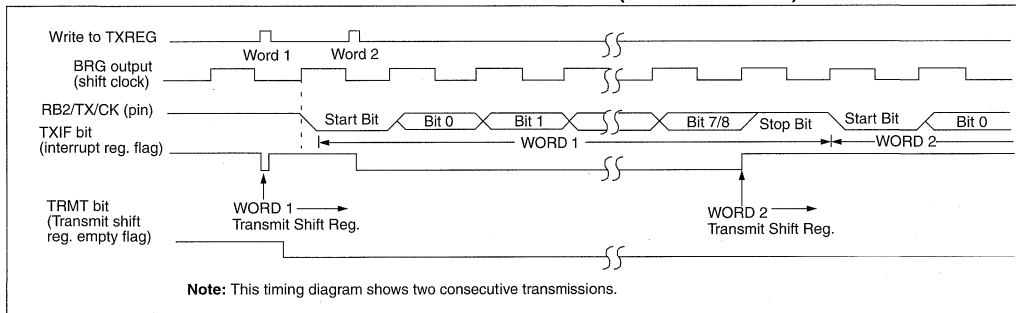 Write to TXREG
Word 1
Word 2
BRG output
(shift clock)
RB2/TX/CK (pin)
Start Bit
Bit 0
Bit 1
Bit 7/8
Stop Bit
Start Bit
Bit 0
TXIF bit
(interrupt reg. flag)
WORD 1
WORD 2
TRMT bit
(Transmit shift
reg. empty flag)
WORD 1
Transmit Shift Reg.
WORD 2
Transmit Shift Reg.
Note: This timing diagram shows two consecutive transmissions.